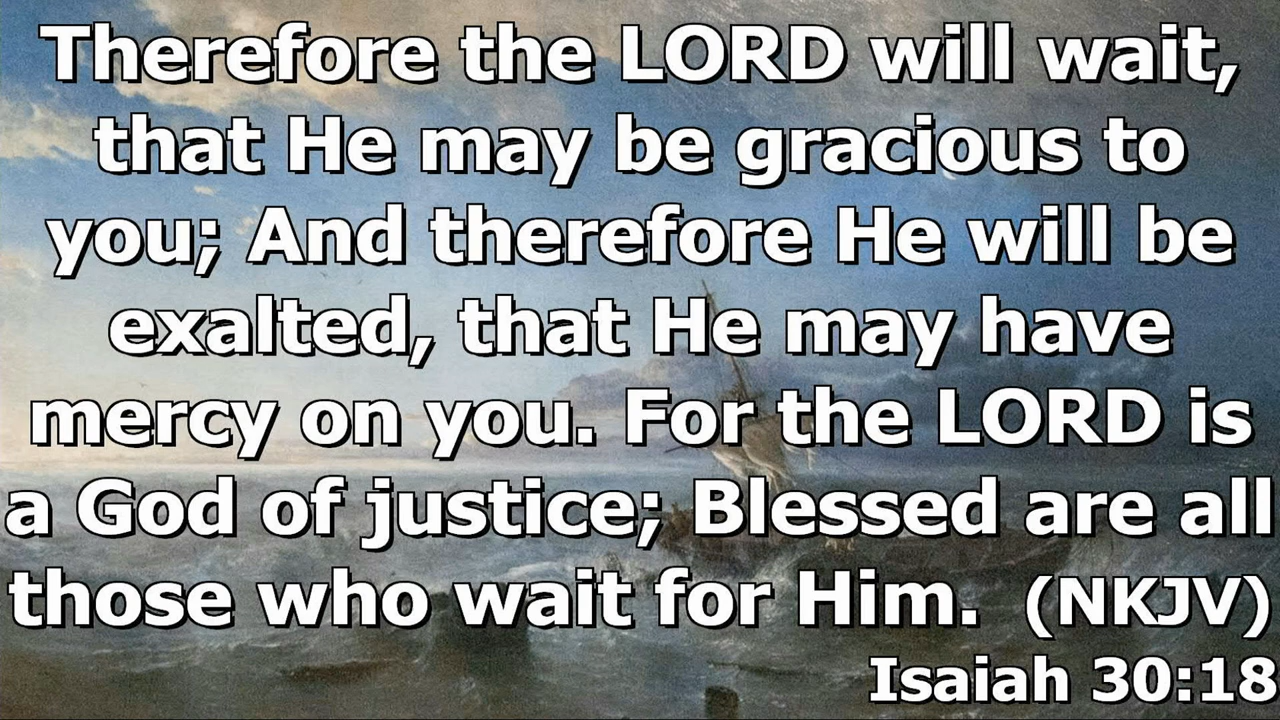 Therefore the LORD will wait,
that He may be gracious to
you; And therefore He will be
exalted, that He may have
mercy on you. For the LORD is
a God of justice; Blessed are all
those who wait for Him. (NKJV)
Isaiah 30:18